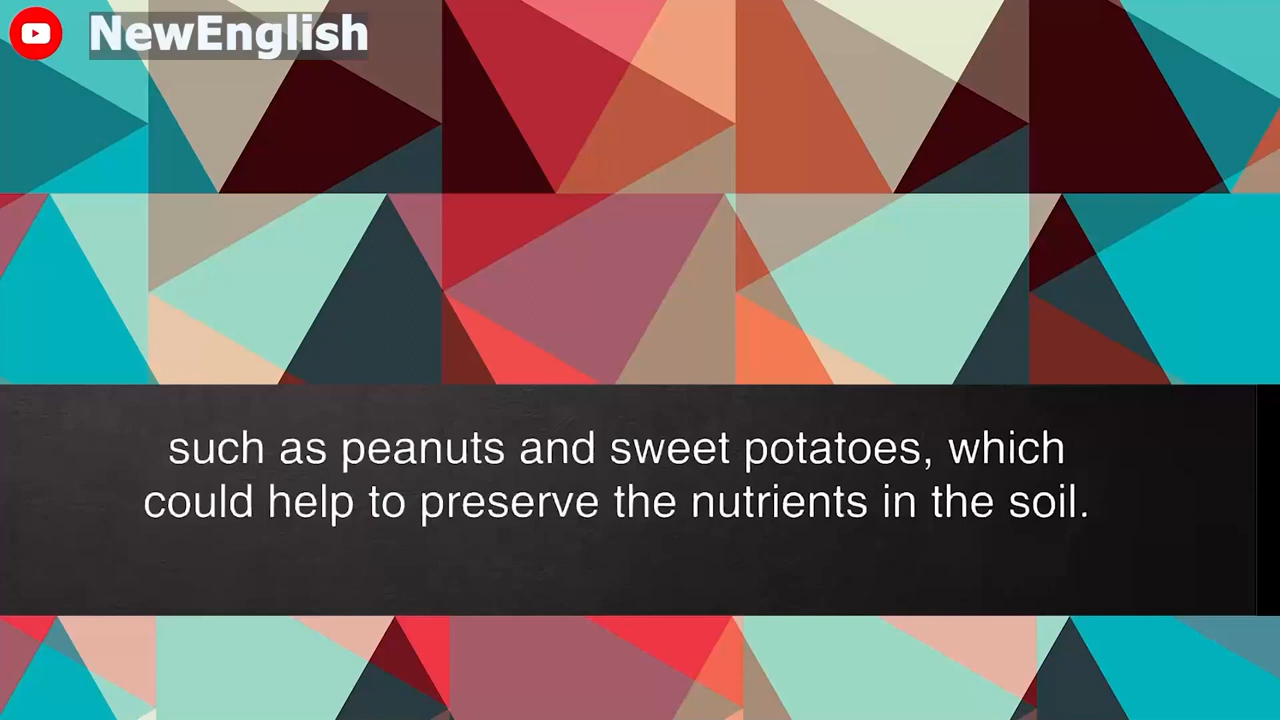 NewEnglish
such as peanuts and sweet potatoes, which
could help to preserve the nutrients in the soil.